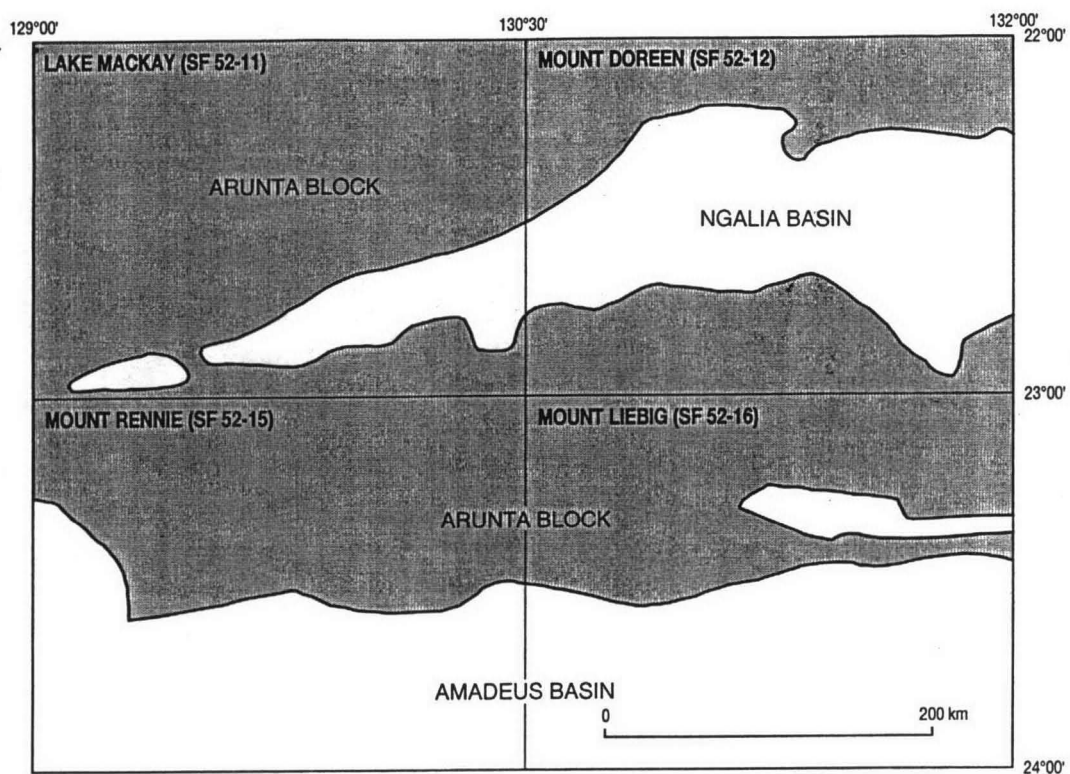 129°00'
130°30'
132°00'
22°00'
LAKE MACKAY (SF 52-11)
MOUNT DOREEN (SF 52-12)
ARUNTA BLOCK
NGALIA BASIN
23°00'
MOUNT RENNIE (SF 52-15)
MOUNT LIEBIG (SF 52-16)
ARUNTA BLOCK
AMADEUS BASIN
0
200 km
24°00'